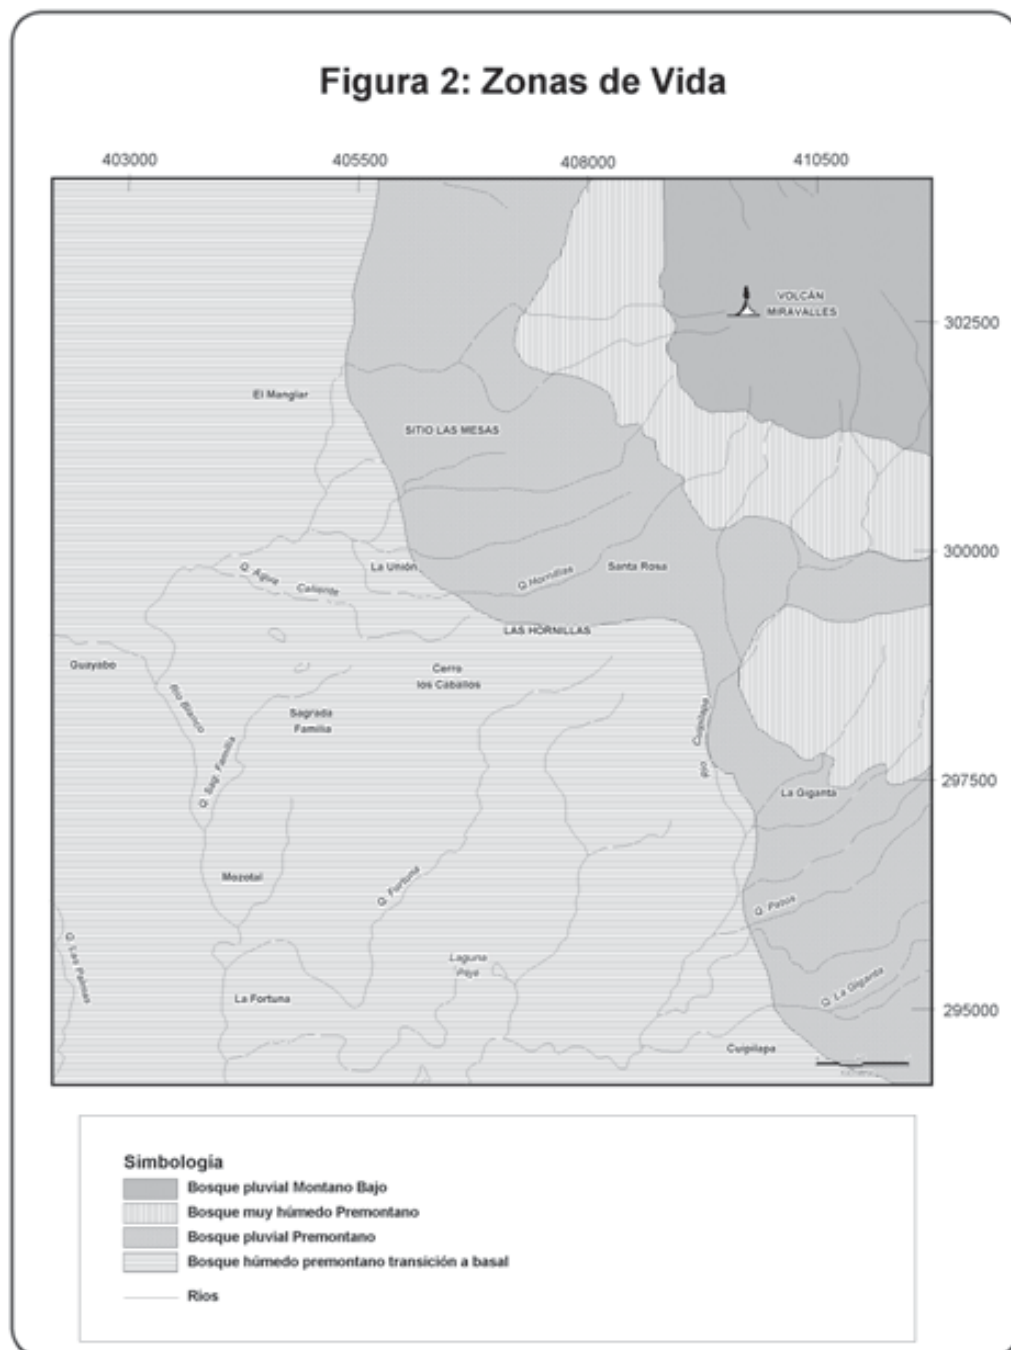 Figura 2: Zonas de Vida
403000 405500 408000 410500
VOLCÁN
MIRAVALLES
302500
El Manglar
SITIO LAS MESAS
300000
La Unión
Q. Agua Caliente
Q. Hornillas
Santa Rosa
LAS HORNILLAS
Guayabo
Cerro
los Caballos
Río Blanco
Sagrada
Familia
Q. Sag. Familia
Río Cuipilapa
297500
La Giganta
Mozotal
Q. Fortuna
Q. Patos
Q. Las Palmas
Laguna
La Fortuna
Q. La Giganta
295000
Cuipilapa
Simbología
Bosque pluvial Montano Bajo
Bosque muy húmedo Premontano
Bosque pluvial Premontano
Bosque húmedo premontano transición a basal
Ríos